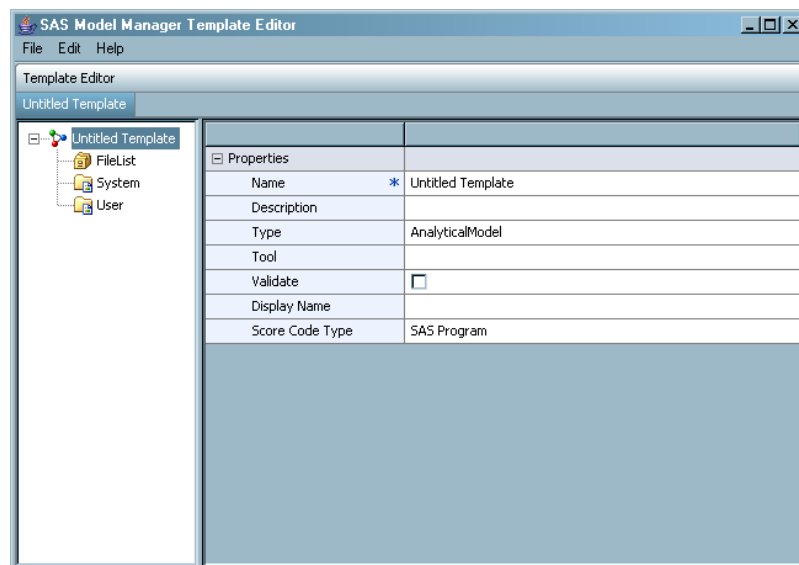 SAS Model Manager Template Editor
File Edit Help
Template Editor
Untitled Template
Untitled Template
FileList
System
User
Properties
Name * Untitled Template
Description
Type AnalyticalModel
Tool
Validate
Display Name
Score Code Type SAS Program